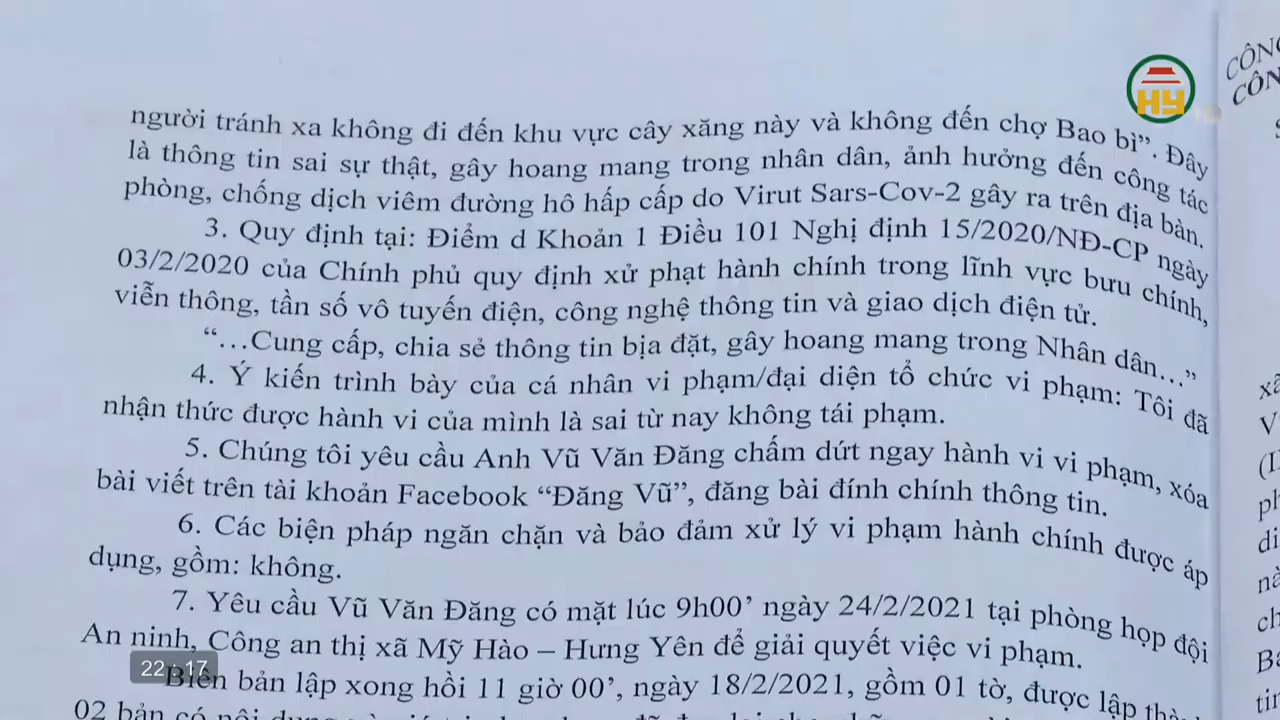 người tránh xa không đi đến khu vực cây xăng này và không đến chợ Bao bì”. Đây
là thông tin sai sự thật, gây hoang mang trong nhân dân, ảnh hưởng đến công tác
phòng, chống dịch viêm đường hô hấp cấp do Virut Sars-Cov-2 gây ra trên địa bàn.
3. Quy định tại: Điểm d Khoản 1 Điều 101 Nghị định 15/2020/NĐ-CP ngày
03/2/2020 của Chính phủ quy định xử phạt hành chính trong lĩnh vực bưu chính,
viễn thông, tần số vô tuyến điện, công nghệ thông tin và giao dịch điện tử.
“…Cung cấp, chia sẻ thông tin bịa đặt, gây hoang mang trong Nhân dân…”
4. Ý kiến trình bày của cá nhân vi phạm/đại diện tổ chức vi phạm: Tôi đã
nhận thức được hành vi của mình là sai từ nay không tái phạm.
5. Chúng tôi yêu cầu Anh Vũ Văn Đăng chấm dứt ngay hành vi vi phạm, xóa
bài viết trên tài khoản Facebook “Đăng Vũ”, đăng bài đính chính thông tin.
6. Các biện pháp ngăn chặn và bảo đảm xử lý vi phạm hành chính được áp
dụng, gồm: không.
7. Yêu cầu Vũ Văn Đăng có mặt lúc 9h00’ ngày 24/2/2021 tại phòng họp đội
An ninh, Công an thị xã Mỹ Hào – Hưng Yên để giải quyết việc vi phạm.
Biên bản lập xong hồi 11 giờ 00’, ngày 18/2/2021, gồm 01 tờ, được lập
02 bản có nội dung
HY
22 17
CÔNG
CÔN
xã
V
di
nà
ch